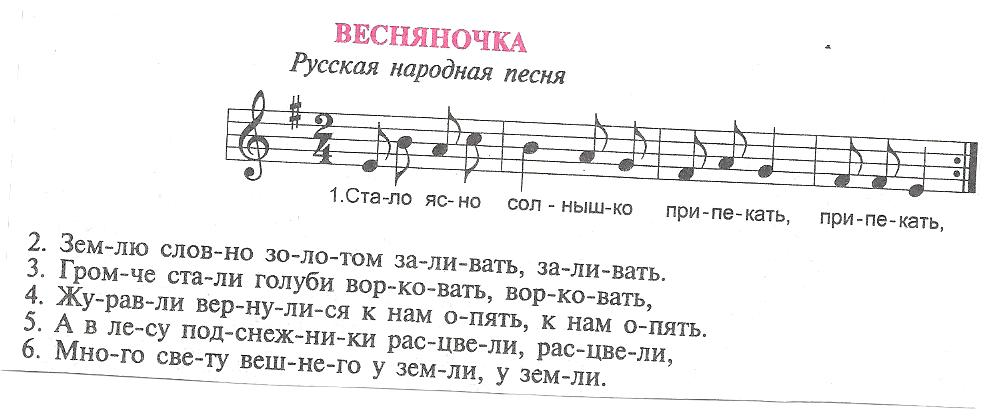 ВЕСНЯНОЧКА
Русская народная песня
2
4
1.Ста-ло яс-но сол-ныш-ко при-пе-кать, при-пе-кать,
2. Зем-лю слов-но зо-ло-том за-ли-вать, за-ли-вать.
3. Гром-че ста-ли голуби вор-ко-вать, вор-ко-вать,
4. Жу-рав-ли вер-ну-ли-ся к нам о-пять, к нам о-пять.
5. А в ле-су под-снеж-ни-ки рас-цве-ли, рас-цве-ли,
6. Мно-го све-ту веш-не-го у зем-ли, у зем-ли.